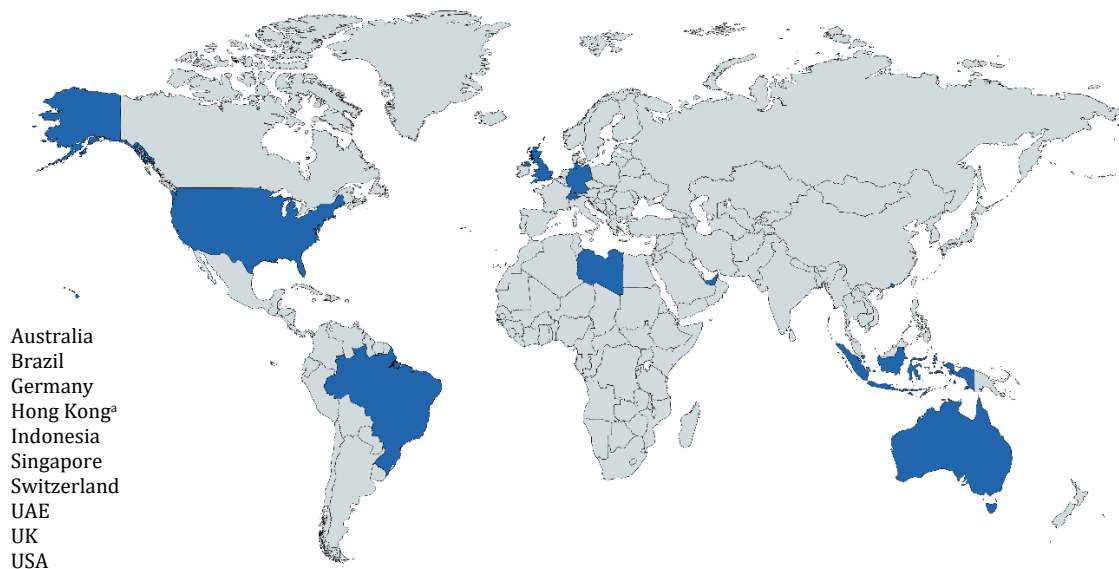 Australia
Brazil
Germany
Hong Kongᵃ
Indonesia
Singapore
Switzerland
UAE
UK
USA